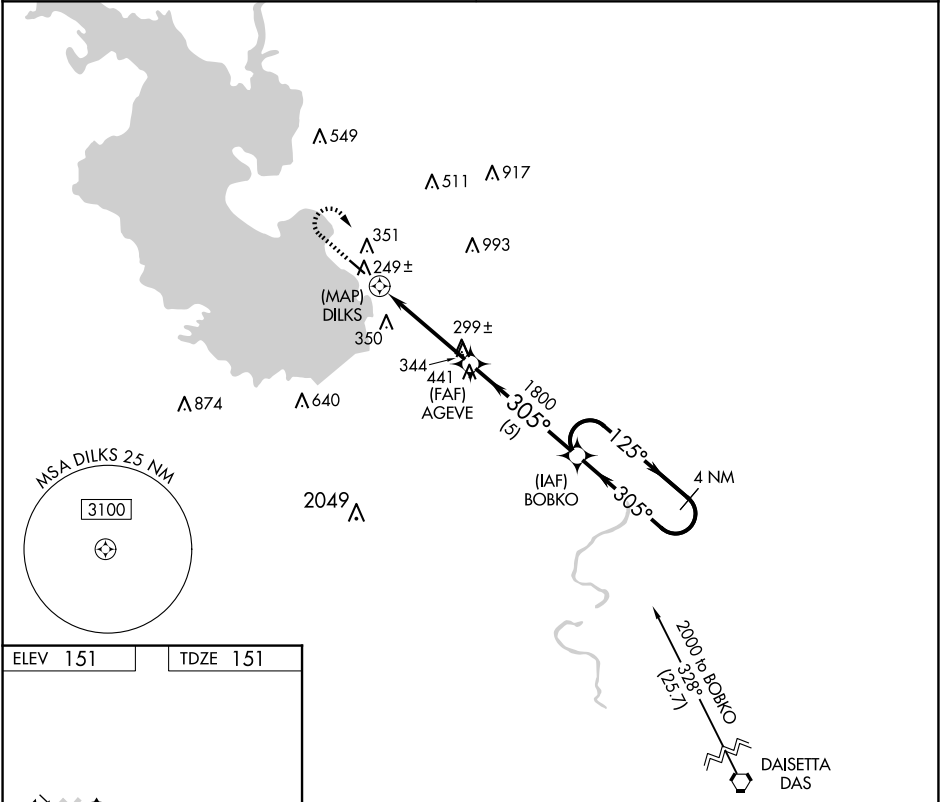 549
511
917
351
993
249±
(MAP)
DILKS
350
299±
344
441
(FAF)
AGEVE
1800
305°
(5)
874
640
125°
4 NM
(IAF)
BOBKO
305°
MSA DILKS 25 NM
3100
2049
ELEV 151
TDZE 151
2000 to BOBKO
328°
(25.7)
DAISETTA
DAS